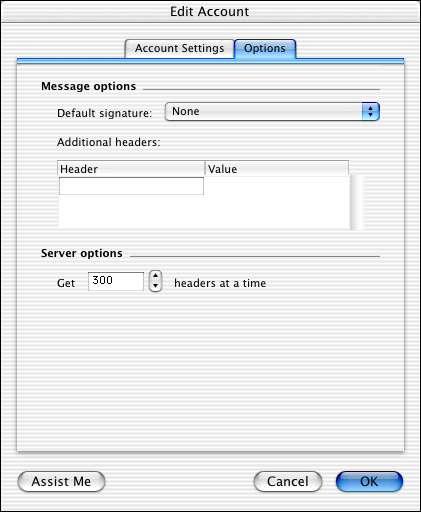 Edit Account
Account Settings Options
Message options
Default signature: None
Additional headers:
Header Value
Server options
Get 300 headers at a time
Assist Me Cancel OK